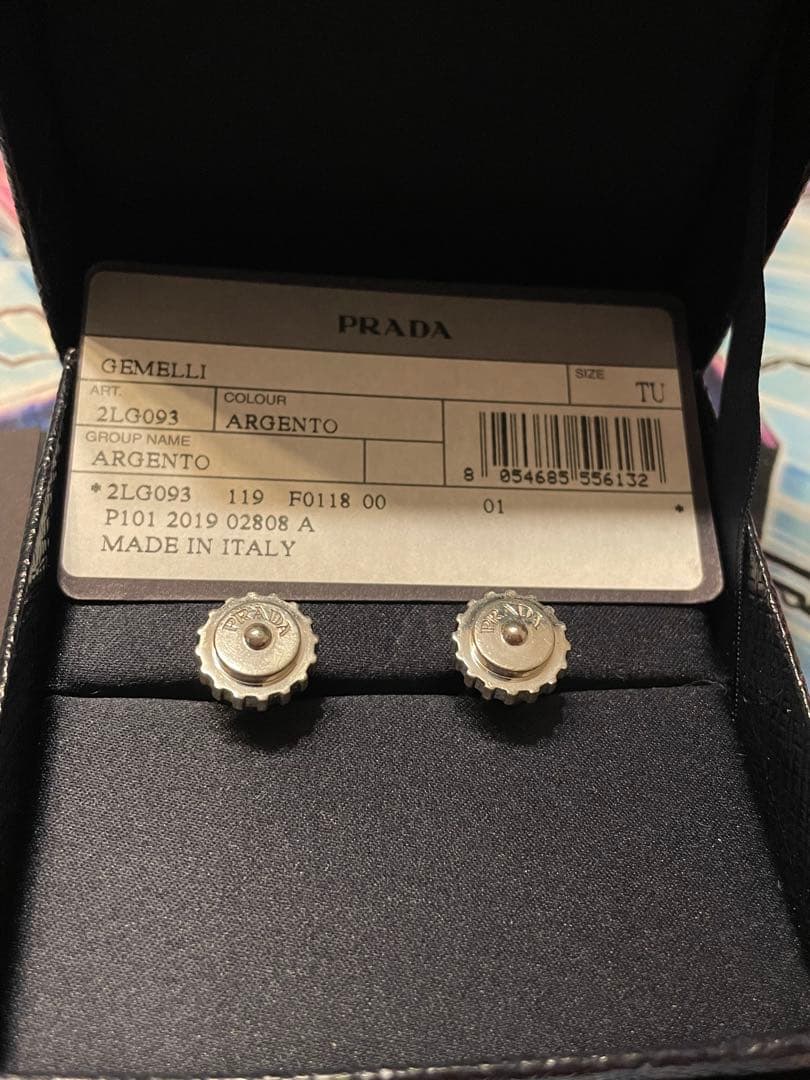 PRADA
GEMELLI
SIZE
TU
ART.
2LG093
COLOUR
ARGENTO
GROUP NAME
ARGENTO
8 054685 556132
*2LG093 119 F0118 00 01 *
P101 2019 02808 A
MADE IN ITALY
PRADA
PRADA